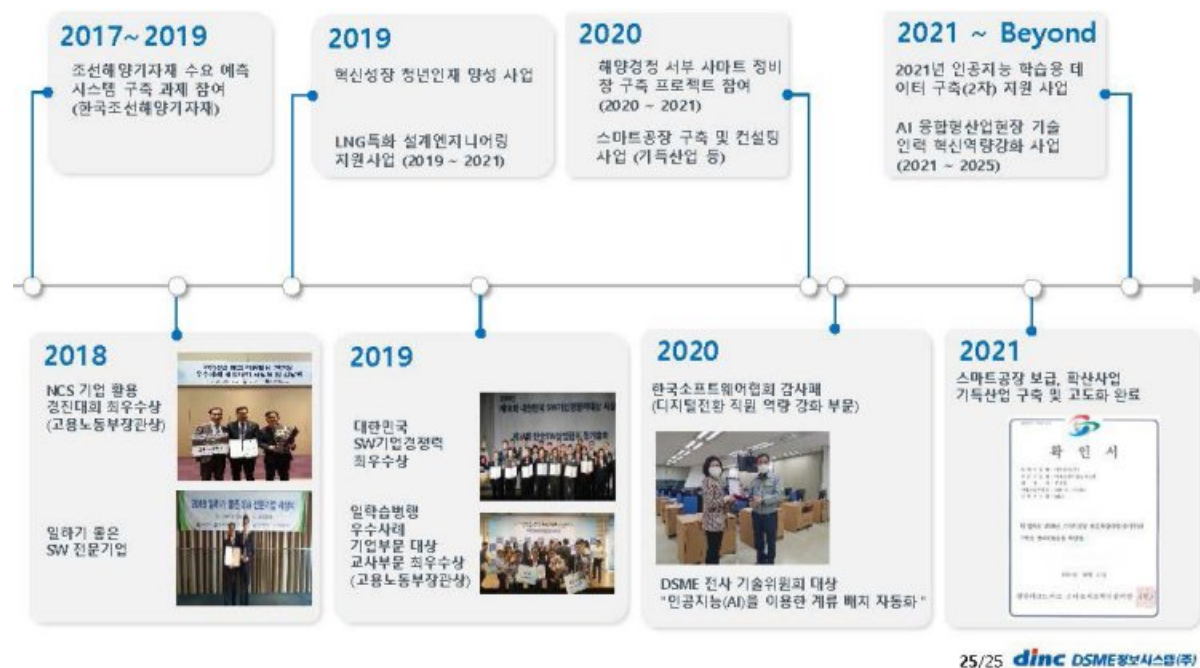 2017~2019
조선해양기자재 수요 예측
시스템 구축 과제 참여
(한국조선해양기자재)
2019
혁신성장 청년인재 양성 사업
LNG특화 설계엔지니어링
지원사업 (2019 ~ 2021)
2020
해양경청 서부 사마트 정비
창 구축 프로젝트 참여
(2020 ~ 2021)
스마트공장 구축 및 컨설팅
사업 (기득산업 등)
2021 ~ Beyond
2021년 인공지능 학습용 데
이터 구축(2차) 지원 사업
AI 융합형산업현장 기술
인력 혁신역량강화 사업
(2021 ~ 2025)
2018
NCS 기업 활용
경진대회 최우수상
(고용노동부장관상)
일하기 좋은
SW 전문기업
2019
대한민국
SW기업경쟁력
최우수상
일학습병행
우수사례
기업부문 대상
교사부문 최우수상
(고용노동부장관상)
2020
한국소프트웨어협회 감사패
(디지털전환 직원 역량 강화 부문)
DSME 전사 기술위원회 대상
"인공지능(AI)을 이용한 계류 배치 자동화"
2021
스마트공장 보급, 확산사업
기득산업 구축 및 고도화 완료
확 인 서
25/25 dinc DSME정보시스템(주)